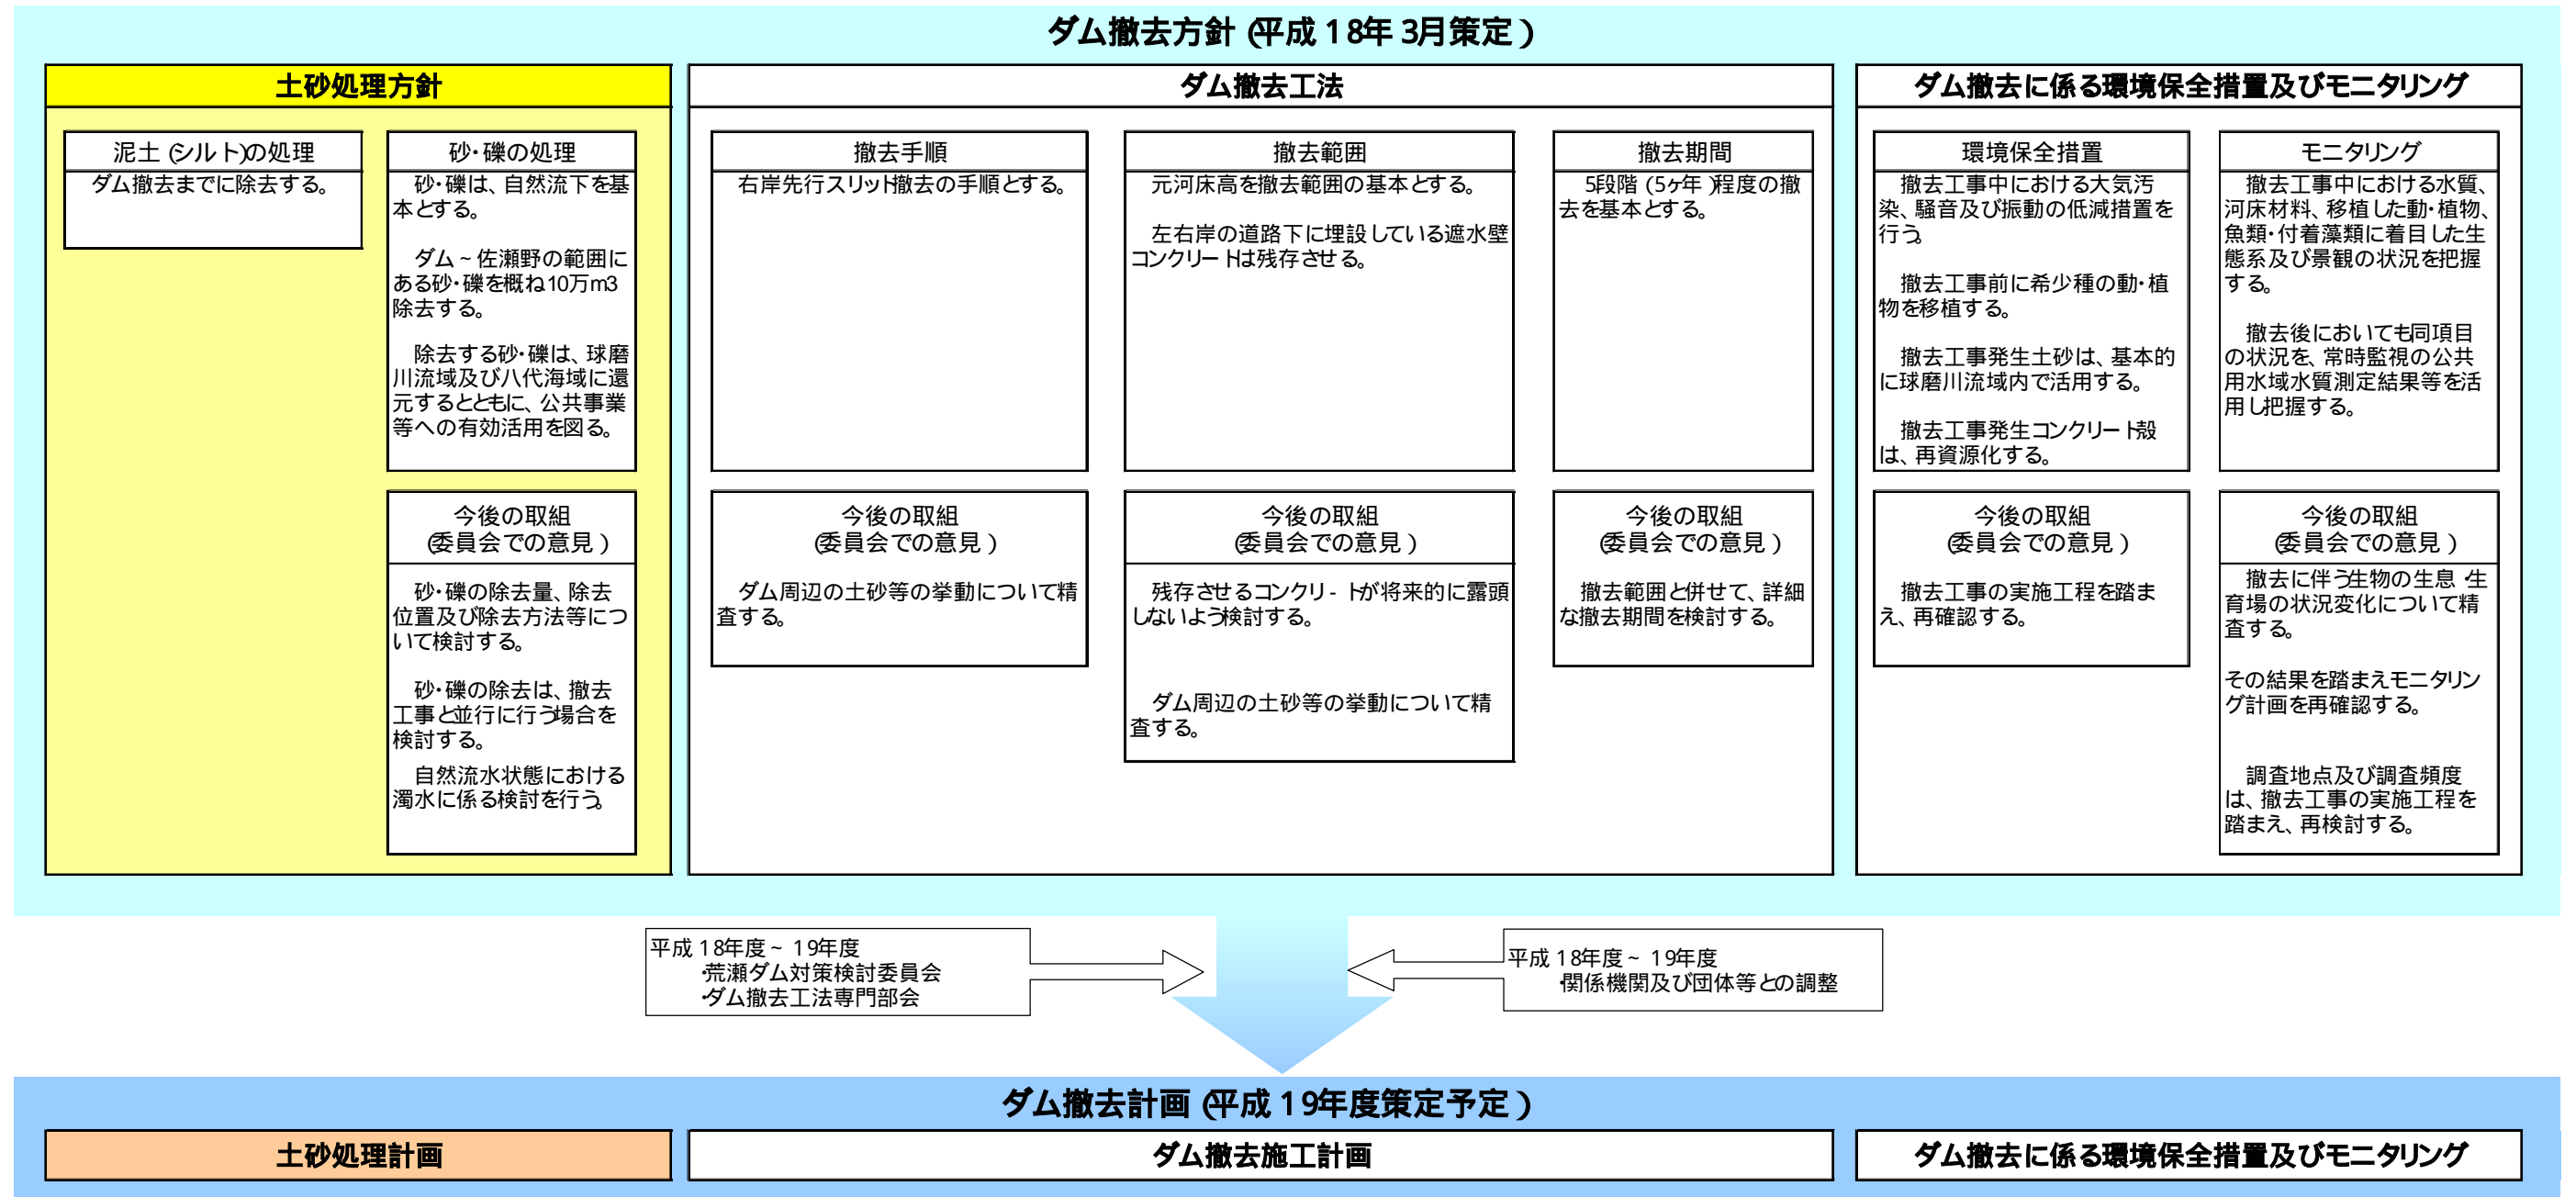 ダム撤去方針（平成18年3月策定）
土砂処理方針
泥土（シルト）の処理
ダム撤去までに除去する。
砂・礫の処理
砂・礫は、自然流下を基
本とする。
ダム～佐瀬野の範囲に
ある砂・礫を概ね10万m3
除去する。
除去する砂・礫は、球磨
川流域及び八代海域に還
元するとともに、公共事業
等への有効活用を図る。
今後の取組
（委員会での意見）
砂・礫の除去量、除去
位置及び除去方法等につ
いて検討する。
砂・礫の除去は、撤去
工事と並行に行う場合を
検討する。
自然流水状態における
濁水に係る検討を行う。
ダム撤去工法
撤去手順
右岸先行スリット撤去の手順とする。
今後の取組
（委員会での意見）
ダム周辺の土砂等の挙動について精
査する。
撤去範囲
元河床高を撤去範囲の基本とする。
左右岸の道路下に埋設している遮水壁
コンクリートは残存させる。
今後の取組
（委員会での意見）
残存させるコンクリ-トが将来的に露頭
しないよう検討する。
ダム周辺の土砂等の挙動について精
査する。
撤去期間
5段階（5ヶ年）程度の撤
去を基本とする。
今後の取組
（委員会での意見）
撤去範囲と併せて、詳細
な撤去期間を検討する。
ダム撤去に係る環境保全措置及びモニタリング
環境保全措置
撤去工事中における大気汚
染、騒音及び振動の低減措置を
行う。
撤去工事前に希少種の動・植
物を移植する。
撤去工事発生土砂は、基本的
に球磨川流域内で活用する。
撤去工事発生コンクリート殻
は、再資源化する。
今後の取組
（委員会での意見）
撤去工事の実施工程を踏ま
え、再確認する。
モニタリング
撤去工事中における水質、
河床材料、移植した動・植物、
魚類・付着藻類に着目した生
態系及び景観の状況を把握
する。
撤去後においても同項目
の状況を、常時監視の公共
用水域水質測定結果等を活
用し把握する。
今後の取組
（委員会での意見）
撤去に伴う生物の生息・生
育場の状況変化について精
査する。
その結果を踏まえモニタリン
グ計画を再確認する。
調査地点及び調査頻度
は、撤去工事の実施工程を
踏まえ、再検討する。
平成18年度～19年度
・荒瀬ダム対策検討委員会
・ダム撤去工法専門部会
平成18年度～19年度
・関係機関及び団体等との調整
ダム撤去計画（平成19年度策定予定）
土砂処理計画
ダム撤去施工計画
ダム撤去に係る環境保全措置及びモニタリング